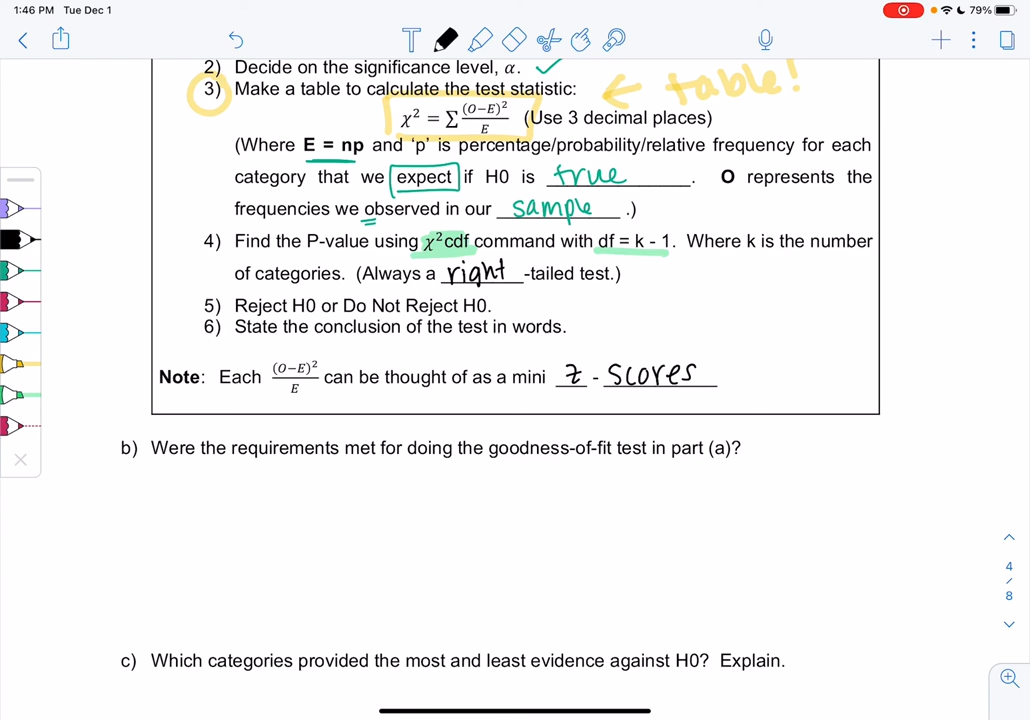 1:46 PM Tue Dec 1
79%
2) Decide on the significance level, α. ✓
3) Make a table to calculate the test statistic: ← table!
χ² = Σ (O−E)²/E (Use 3 decimal places)
(Where E = np and ‘p’ is percentage/probability/relative frequency for each
category that we expect if H0 is true. O represents the
frequencies we observed in our sample.)
4) Find the P-value using χ²cdf command with df = k - 1. Where k is the number
of categories. (Always a right-tailed test.)
5) Reject H0 or Do Not Reject H0.
6) State the conclusion of the test in words.
Note: Each (O−E)²/E can be thought of as a mini z - scores
b) Were the requirements met for doing the goodness-of-fit test in part (a)?
4
/
8
c) Which categories provided the most and least evidence against H0? Explain.